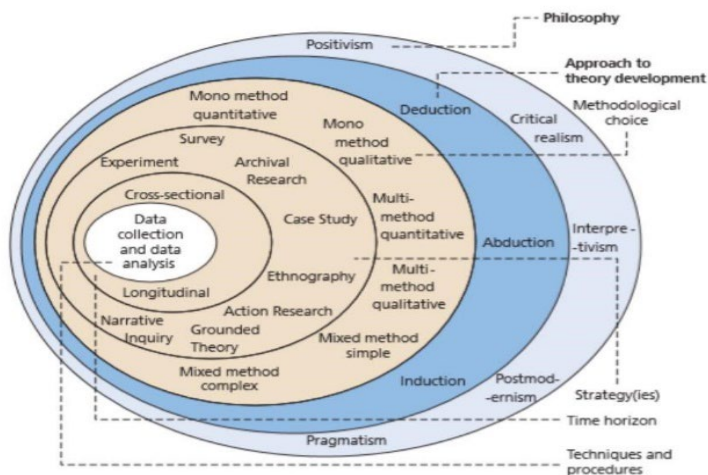 Philosophy
Positivism
Approach to
theory development
Mono method
quantitative
Deduction
Methodological
choice
Critical
realism
Mono
method
qualitative
Survey
Experiment
Archival
Research
Cross-sectional
Data
collection and data
analysis
Case Study
Multi-
method
quantitative
Abduction
Interpre-
-tivism
Ethnography
Multi-
method
qualitative
Longitudinal
Action Research
Narrative
Inquiry
Grounded
Theory
Mixed method
simple
Mixed method
complex
Induction
Postmod-
-ernism
Strategy(ies)
Time horizon
Pragmatism
Techniques and
procedures